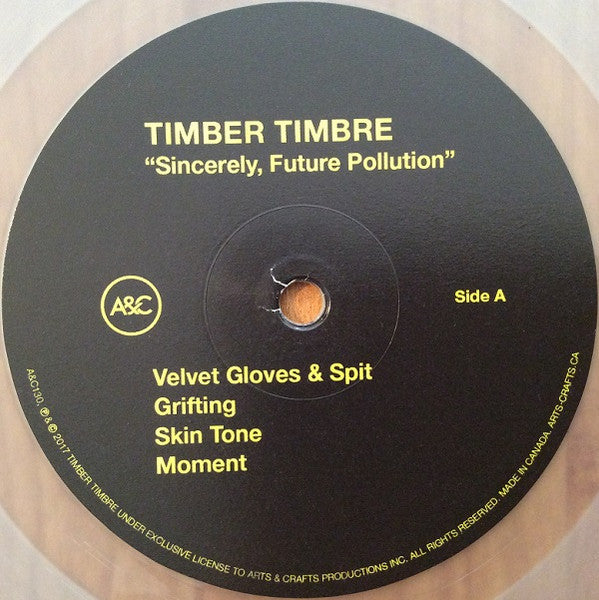 TIMBER TIMBRE
“Sincerely, Future Pollution”
A&C
Side A
Velvet Gloves & Spit
Grifting
Skin Tone
Moment
A&C130. ℗ & © 2017 TIMBER TIMBRE UNDER EXCLUSIVE LICENSE TO ARTS & CRAFTS PRODUCTIONS INC. ALL RIGHTS RESERVED. MADE IN CANADA. ARTS-CRAFTS.CA